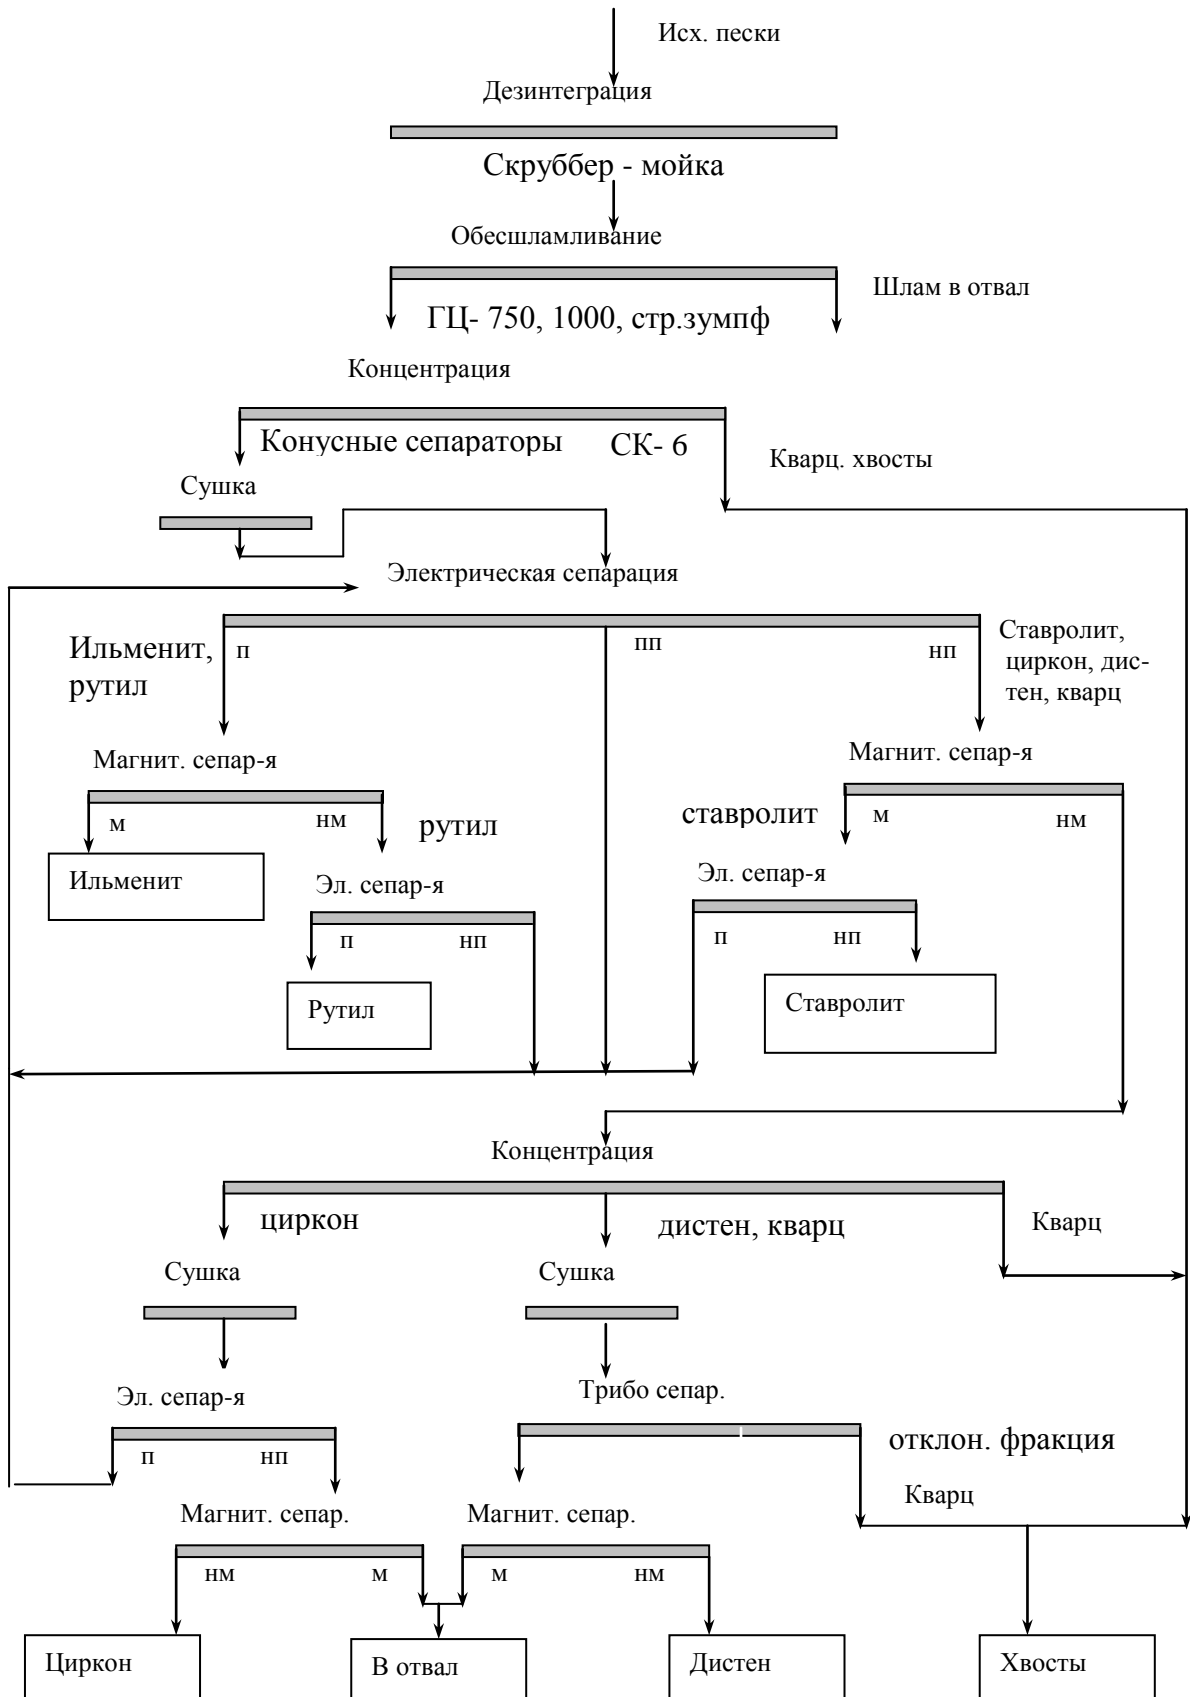 Исх. пески
Дезинтеграция
Скруббер - мойка
Обесшламливание
Шлам в отвал
ГЦ- 750, 1000, стр.зумпф
Концентрация
Конусные сепараторы СК- 6
Кварц. хвосты
Сушка
Электрическая сепарация
Ильменит,
рутил
п
пп
нп
Ставролит,
циркон, дис-
тен, кварц
Магнит. сепар-я
Магнит. сепар-я
м
нм
рутил
ставролит
м
нм
Ильменит
Эл. сепар-я
Эл. сепар-я
п
нп
п
нп
Рутил
Ставролит
Концентрация
циркон
дистен, кварц
Кварц
Сушка
Сушка
Эл. сепар-я
Трибо сепар.
п
нп
отклон. фракция
Кварц
Магнит. сепар.
Магнит. сепар.
нм
м
м
нм
Циркон
В отвал
Дистен
Хвосты